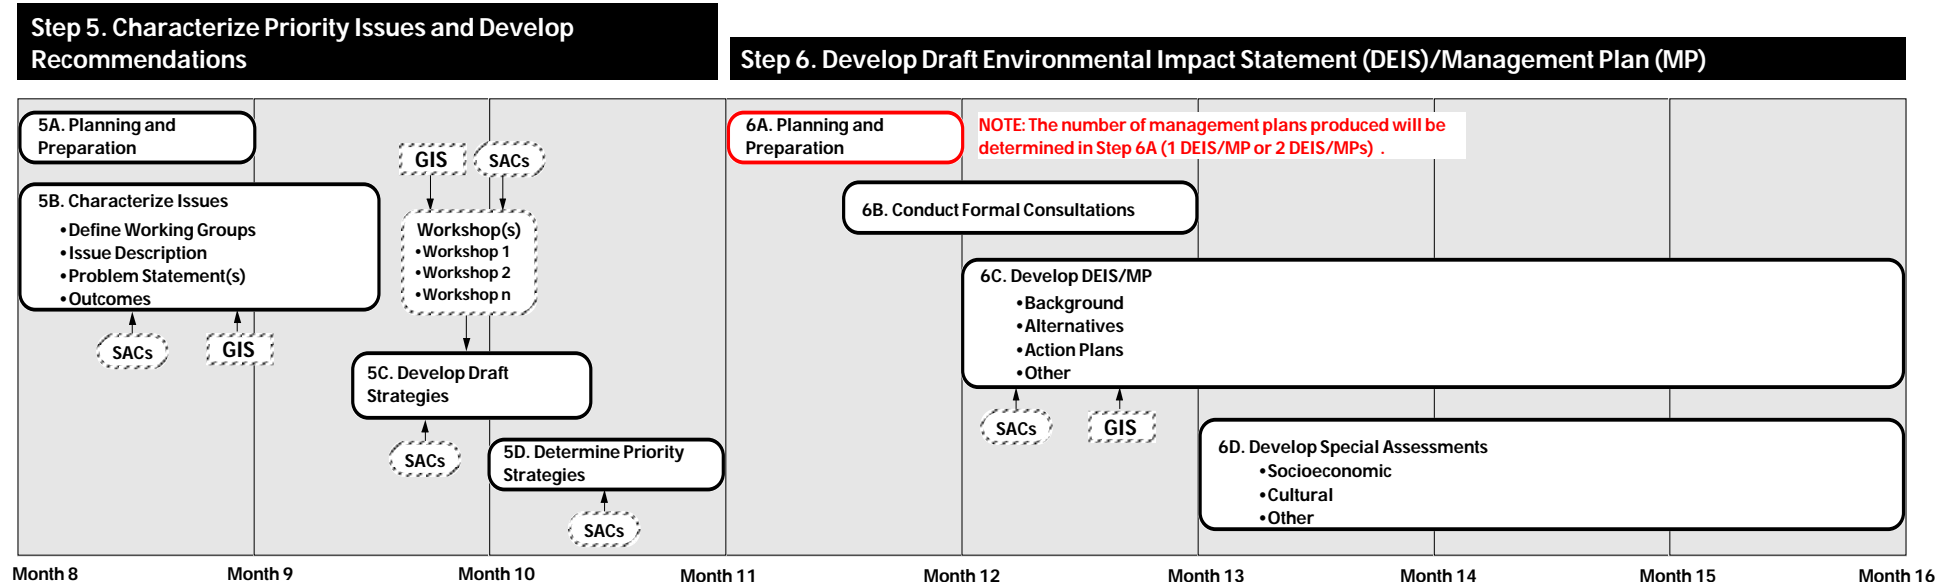 Step 5. Characterize Priority Issues and Develop
Recommendations
Step 6. Develop Draft Environmental Impact Statement (DEIS)/Management Plan (MP)
5A. Planning and
Preparation
5B. Characterize Issues
•Define Working Groups
•Issue Description
•Problem Statement(s)
•Outcomes
SACs
GIS
GIS
SACs
Workshop(s)
•Workshop 1
•Workshop 2
•Workshop n
5C. Develop Draft
Strategies
SACs
5D. Determine Priority
Strategies
SACs
6A. Planning and
Preparation
NOTE: The number of management plans produced will be
determined in Step 6A (1 DEIS/MP or 2 DEIS/MPs) .
6B. Conduct Formal Consultations
6C. Develop DEIS/MP
•Background
•Alternatives
•Action Plans
•Other
SACs
GIS
6D. Develop Special Assessments
•Socioeconomic
•Cultural
•Other
Month 8
Month 9
Month 10
Month 11
Month 12
Month 13
Month 14
Month 15
Month 16